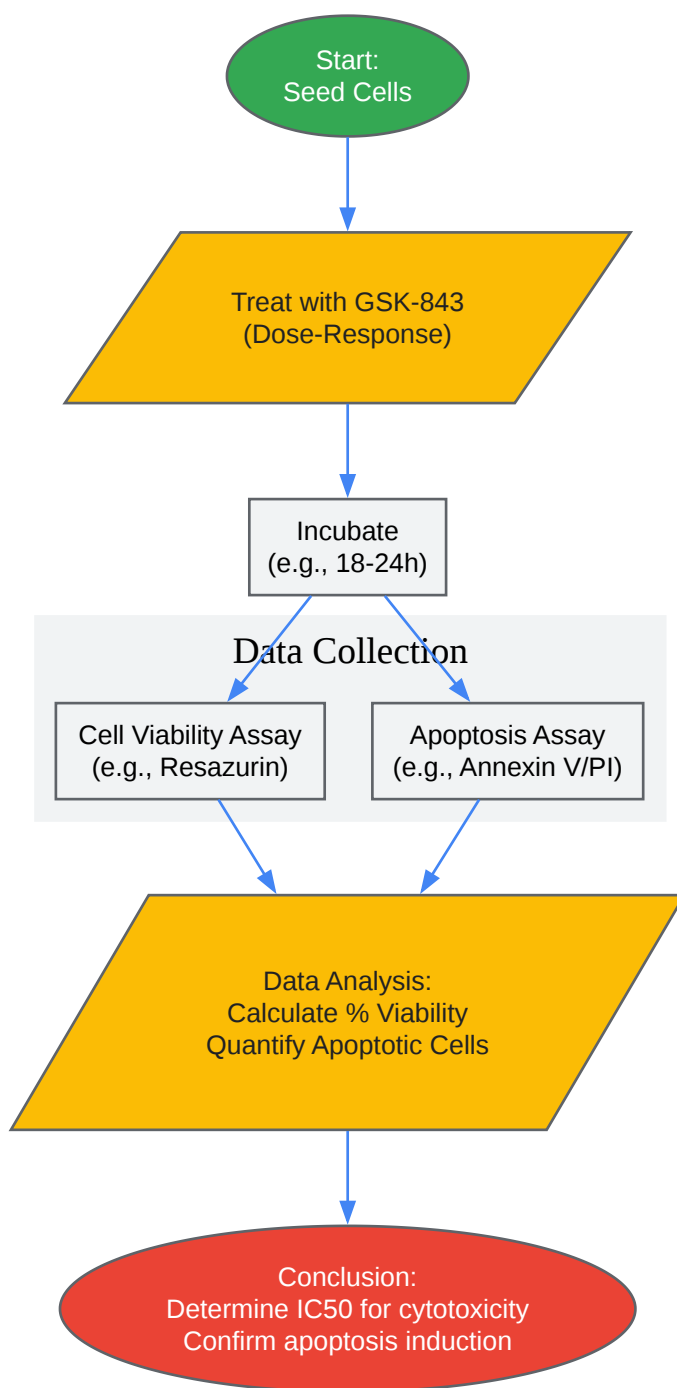 Start:
Seed Cells
Treat with GSK-843
(Dose-Response)
Incubate
(e.g., 18-24h)
Data Collection
Cell Viability Assay
(e.g., Resazurin)
Apoptosis Assay
(e.g., Annexin V/PI)
Data Analysis:
Calculate % Viability
Quantify Apoptotic Cells
Conclusion:
Determine IC50 for cytotoxicity
Confirm apoptosis induction